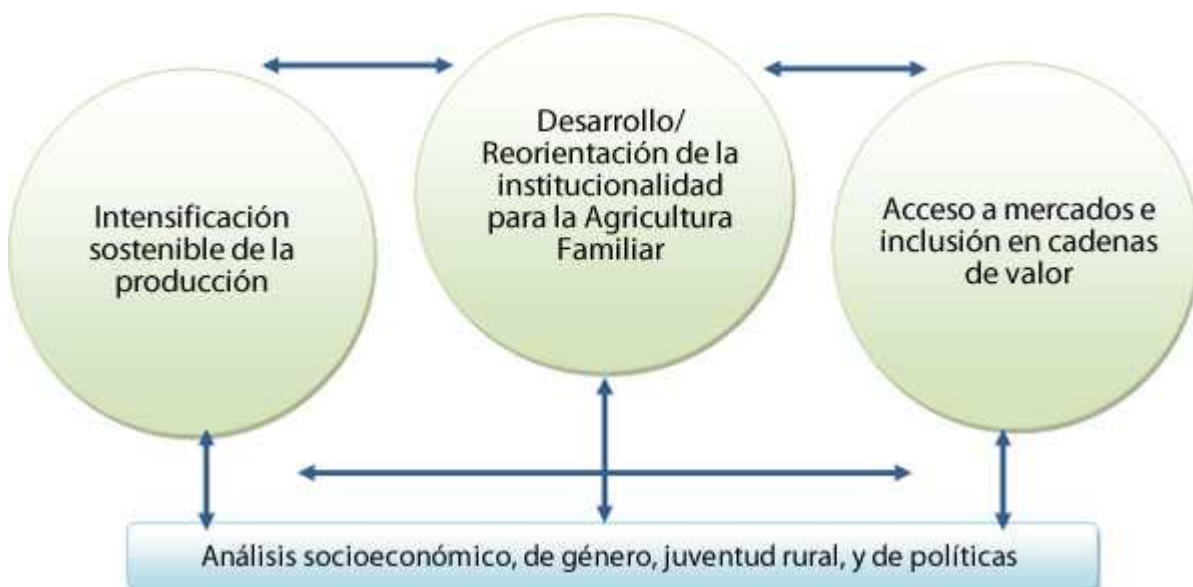 Intensificación
sostenible de la
producción
Desarrollo/
Reorientación de la
institucionalidad
para la Agricultura
Familiar
Acceso a mercados e
inclusión en cadenas
de valor
Análisis socioeconómico, de género, juventud rural, y de políticas